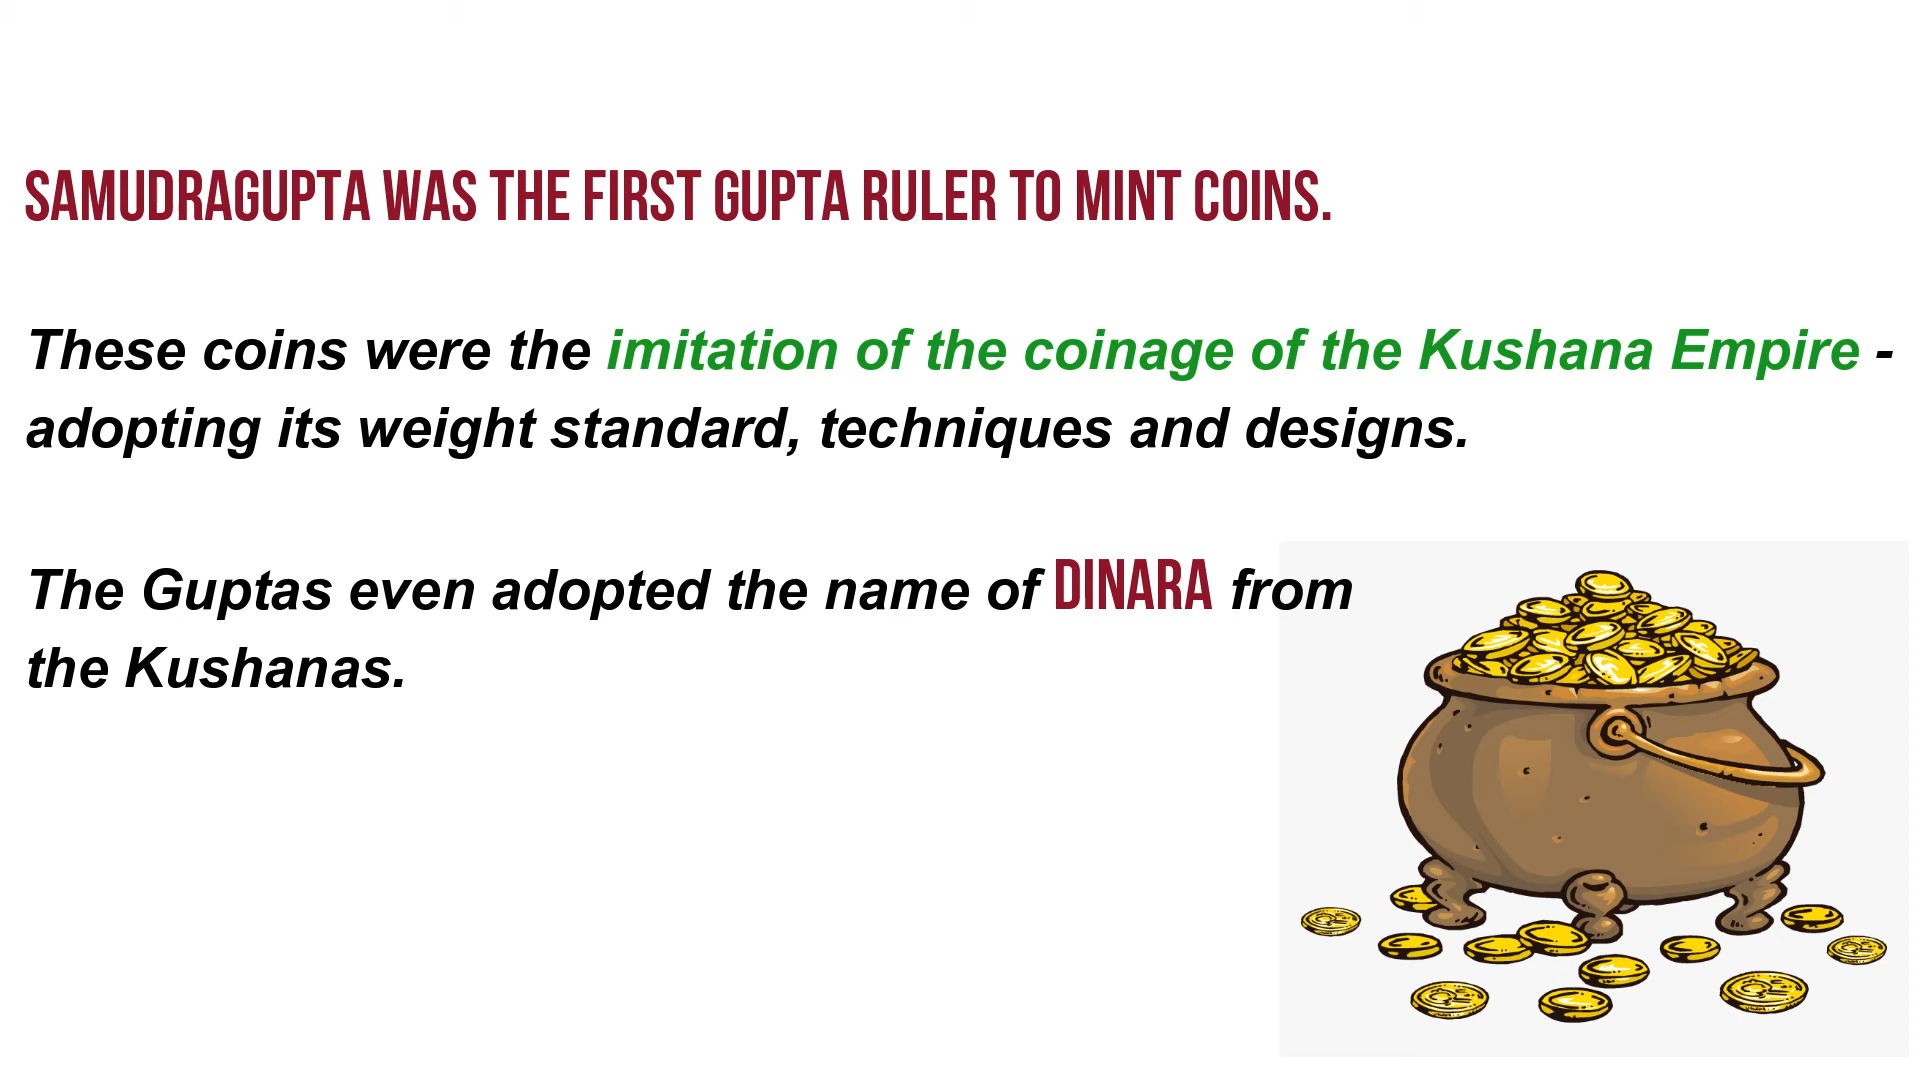 SAMUDRAGUPTA WAS THE FIRST GUPTA RULER TO MINT COINS.
These coins were the imitation of the coinage of the Kushana Empire -
adopting its weight standard, techniques and designs.
The Guptas even adopted the name of DINARA from
the Kushanas.